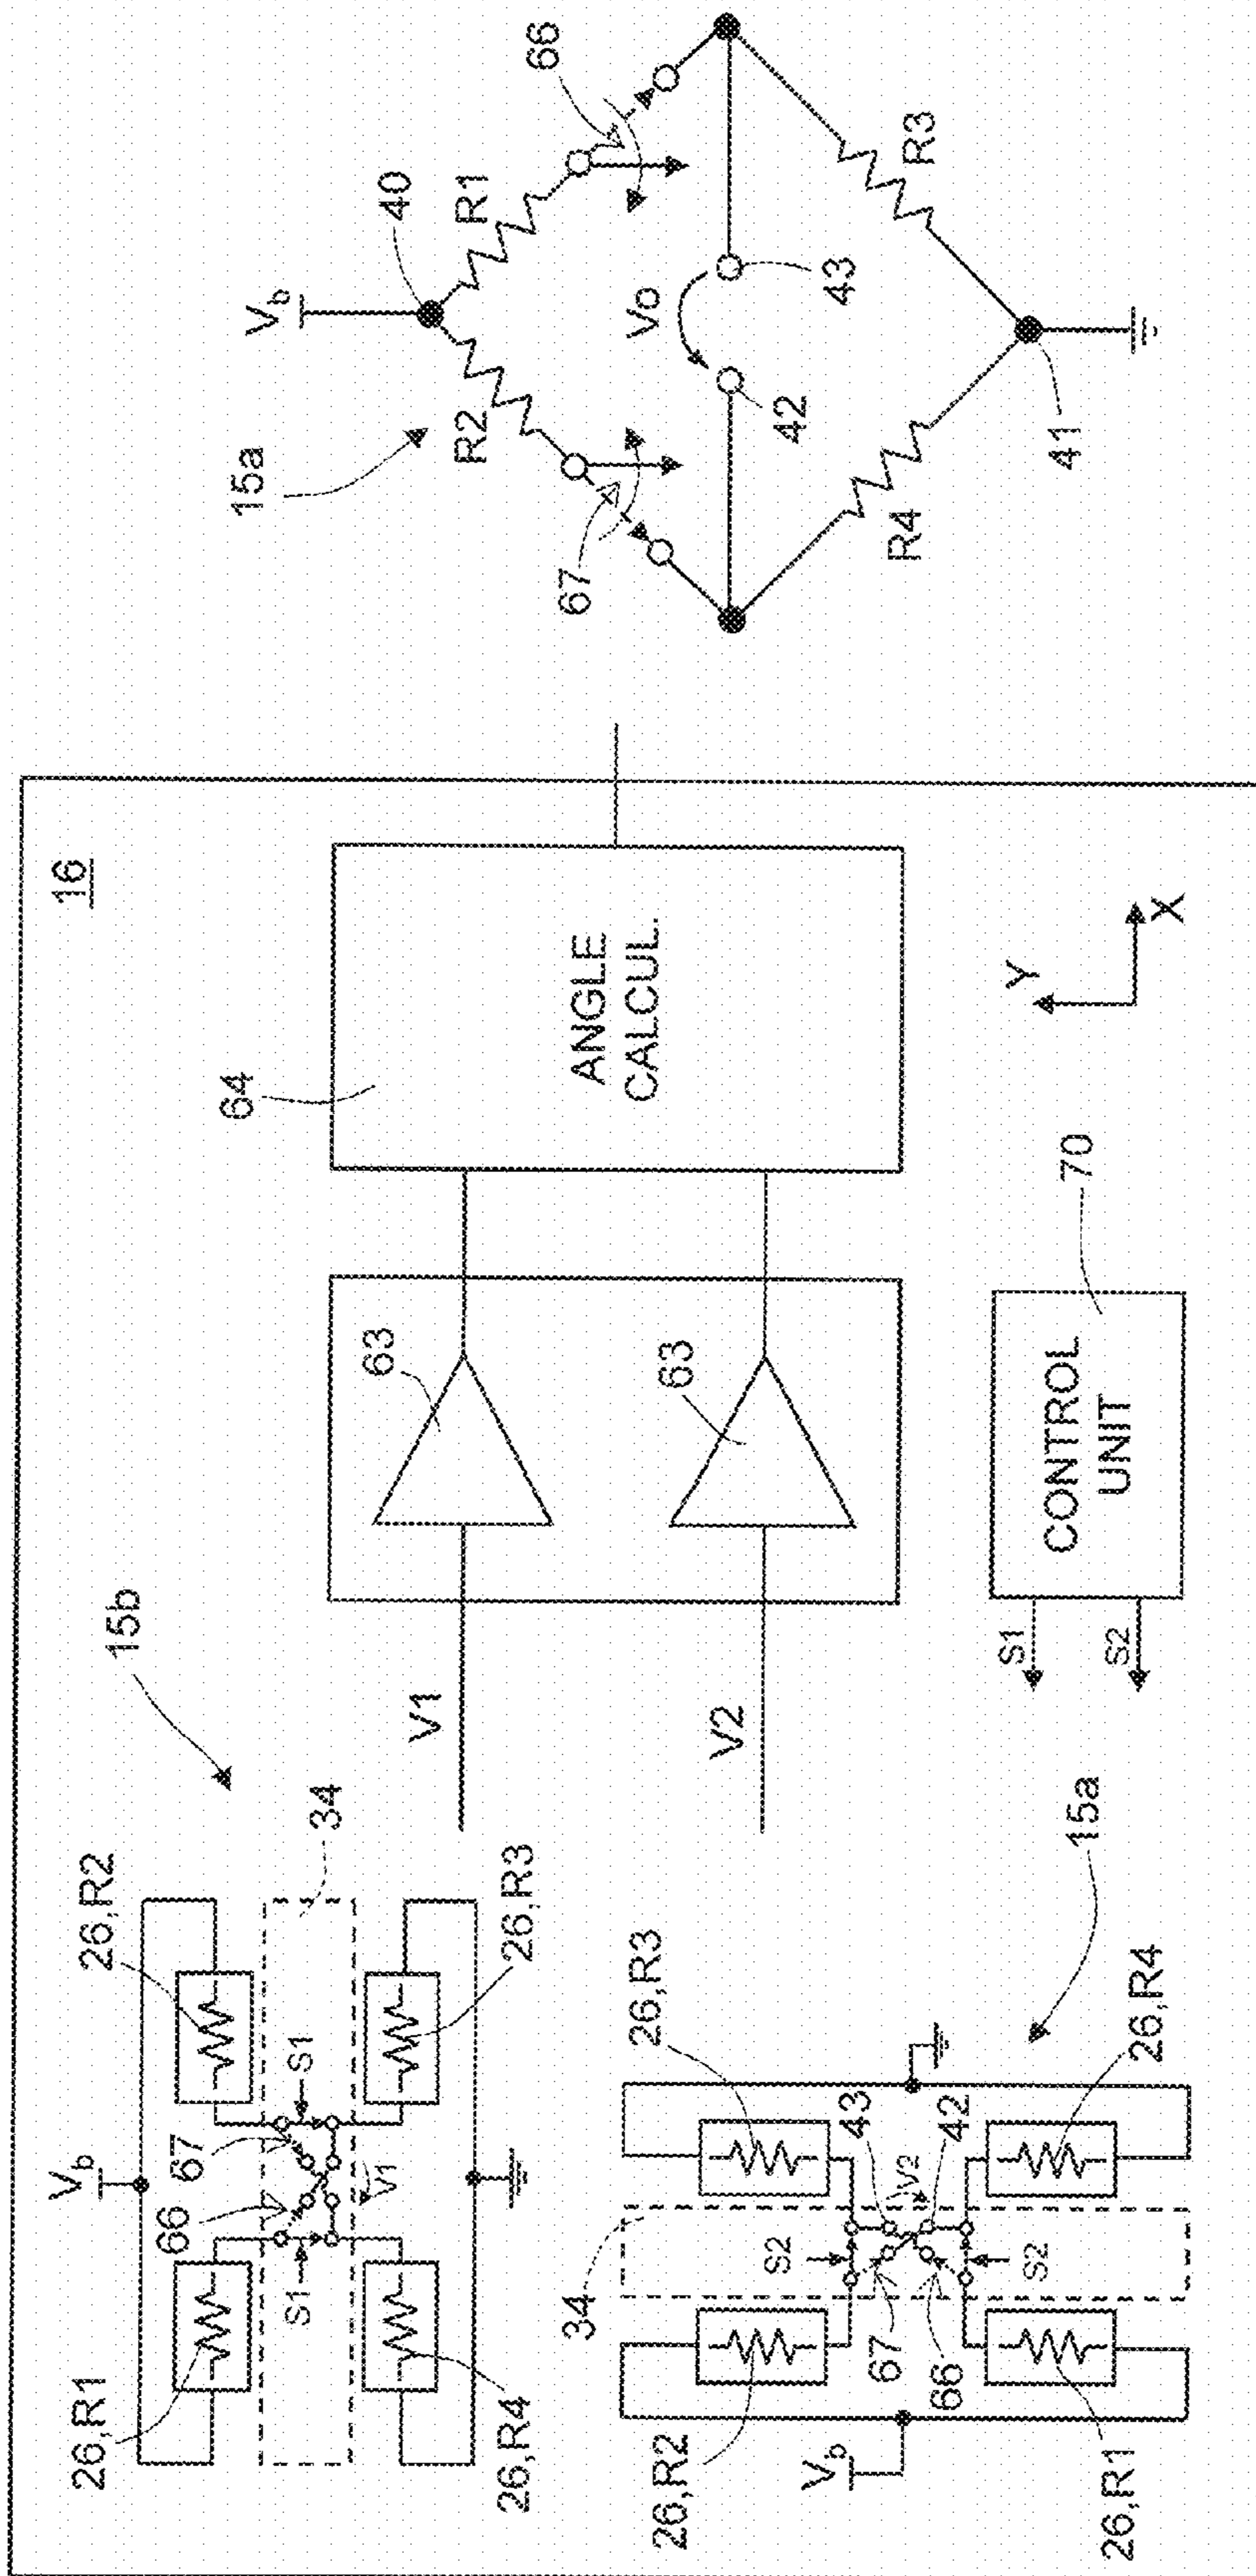 16
15b
Vb
26,R1
26,R2
66
67
34
S1
S1
V1
26,R4
26,R3
V1
V2
63
63
64
ANGLE
CALCUL.
34
26,R2
26,R3
S2
43
V2
67
66
S2
42
Vb
26,R1
26,R4
15a
S1
S2
CONTROL
UNIT
70
Y
X
15a
Vb
40
R2
R1
67
66
Vo
42
43
R4
R3
41